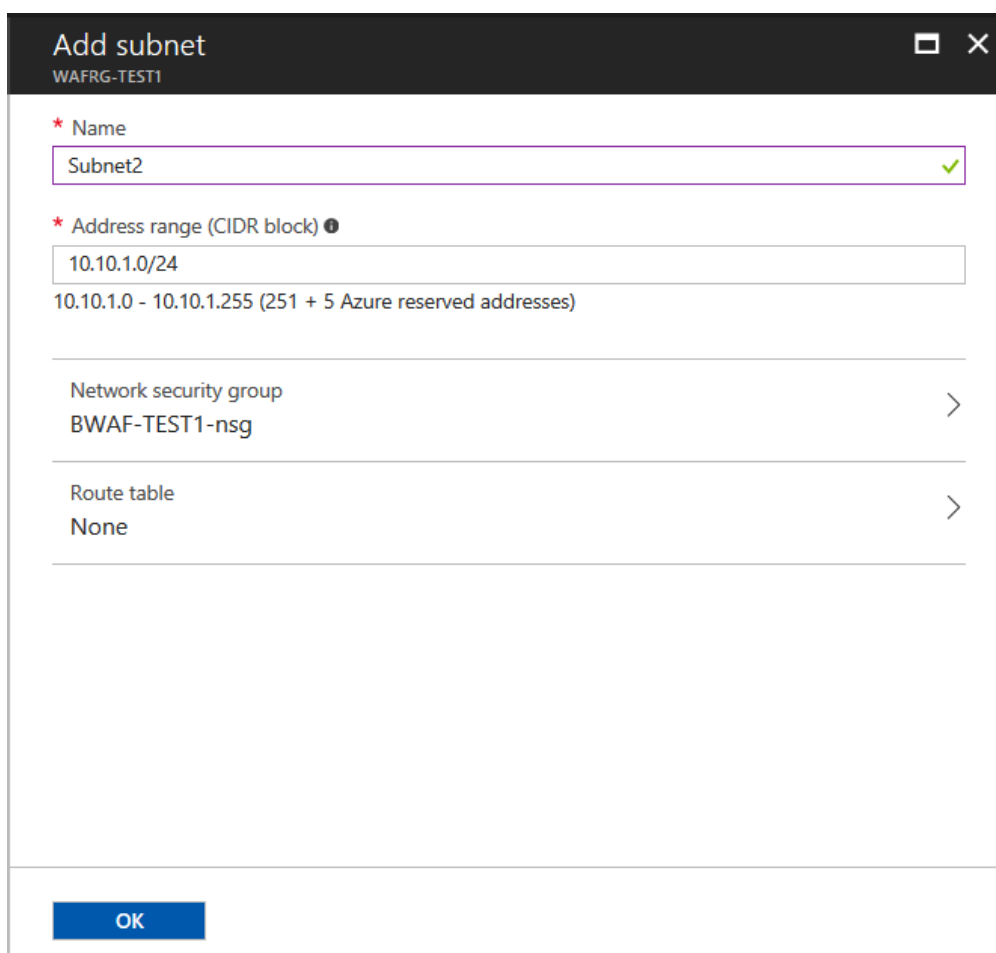 Add subnet
WAFRG-TEST1
* Name
Subnet2
* Address range (CIDR block)
10.10.1.0/24
10.10.1.0 - 10.10.1.255 (251 + 5 Azure reserved addresses)
Network security group
BWAF-TEST1-nsg
Route table
None
OK